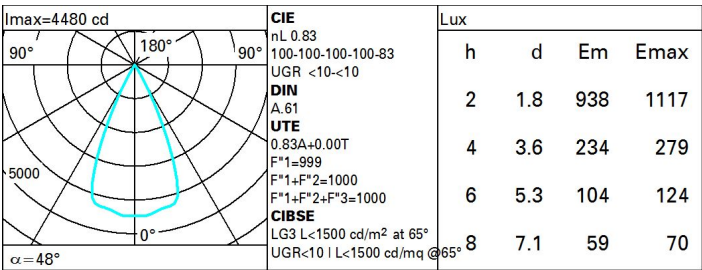 Imax=4480 cd
90°
180°
90°
5000
0°
α=48°
CIE
nL 0.83
100-100-100-100-83
UGR <10-<10
DIN
A.61
UTE
0.83A+0.00T
F"1=999
F"1+F"2=1000
F"1+F"2+F"3=1000
CIBSE
LG3 L<1500 cd/m² at 65°
UGR<10 | L<1500 cd/mq @65°
Lux
h d Em Emax
2 1.8 938 1117
4 3.6 234 279
6 5.3 104 124
8 7.1 59 70